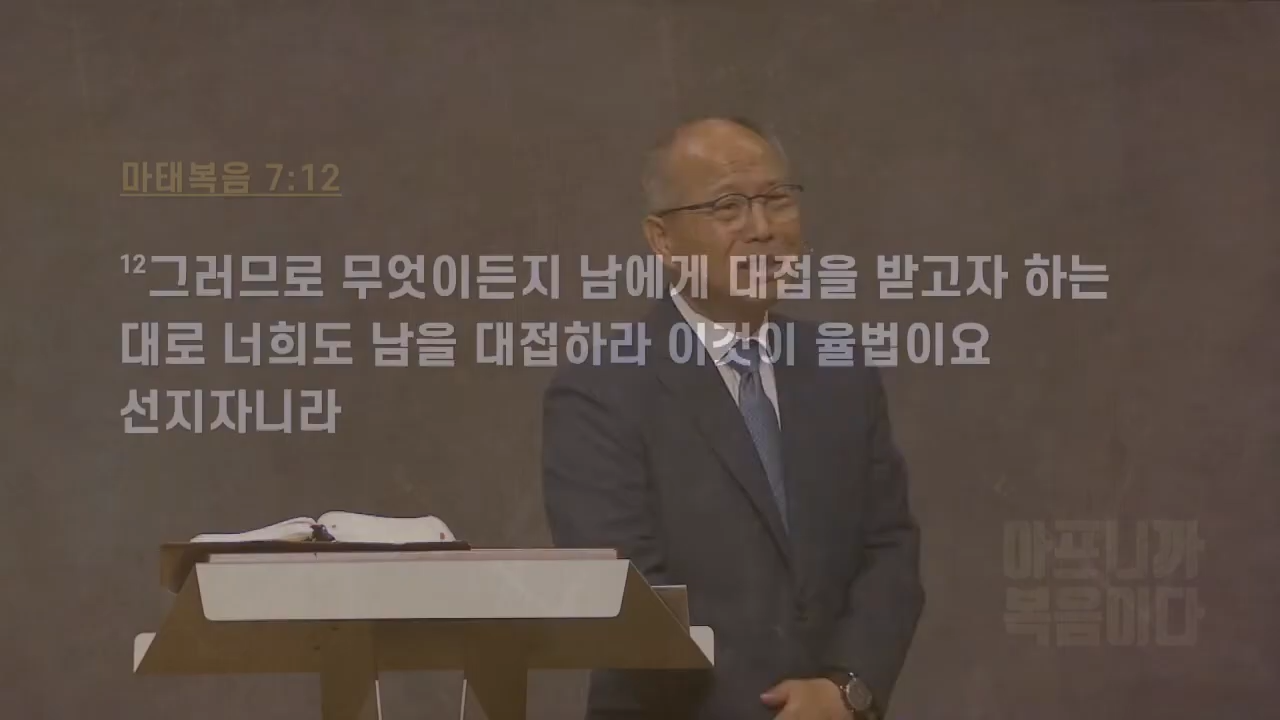 마태복음 7:12
12그러므로 무엇이든지 남에게 대접을 받고자 하는
대로 너희도 남을 대접하라 이것이 율법이요
선지자니라
아프니까
복음이다